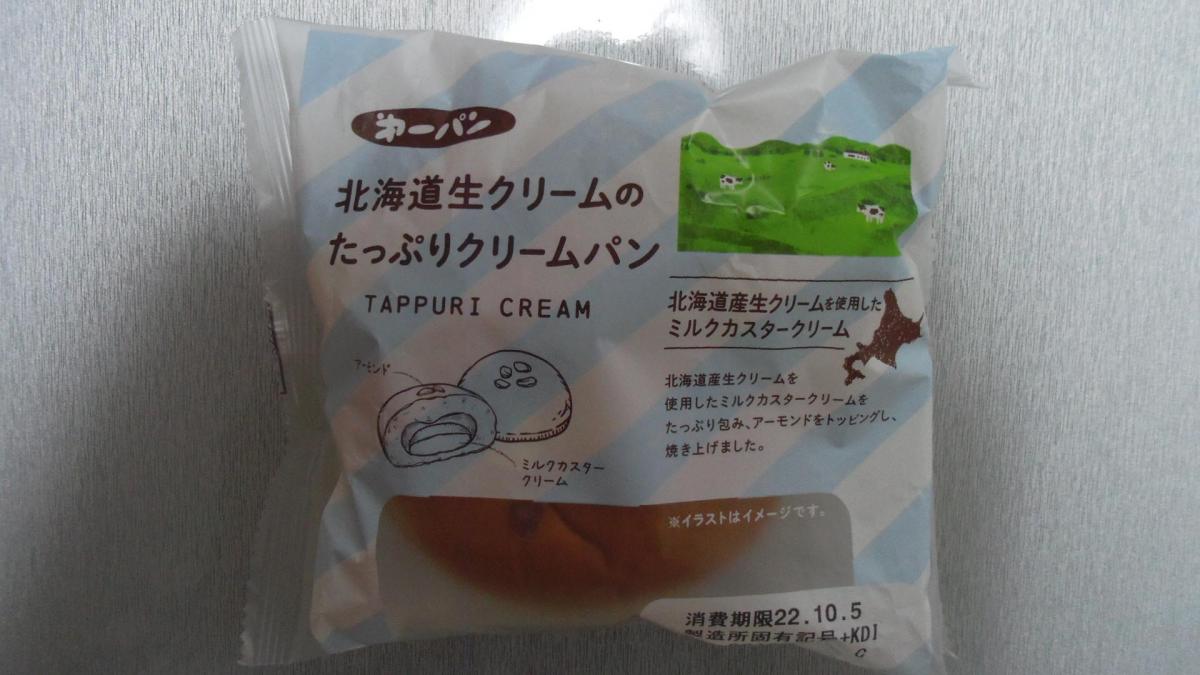 第一パン
北海道生クリームの
たっぷりクリームパン
TAPPURI CREAM
アーモンド
ミルクカスター
クリーム
北海道産生クリームを使用した
ミルクカスタークリーム
北海道産生クリームを
使用したミルクカスタークリームを
たっぷり包み、アーモンドをトッピングし、
焼き上げました。
※イラストはイメージです。
消費期限22.10.5
製造所固有記号+KDI
G